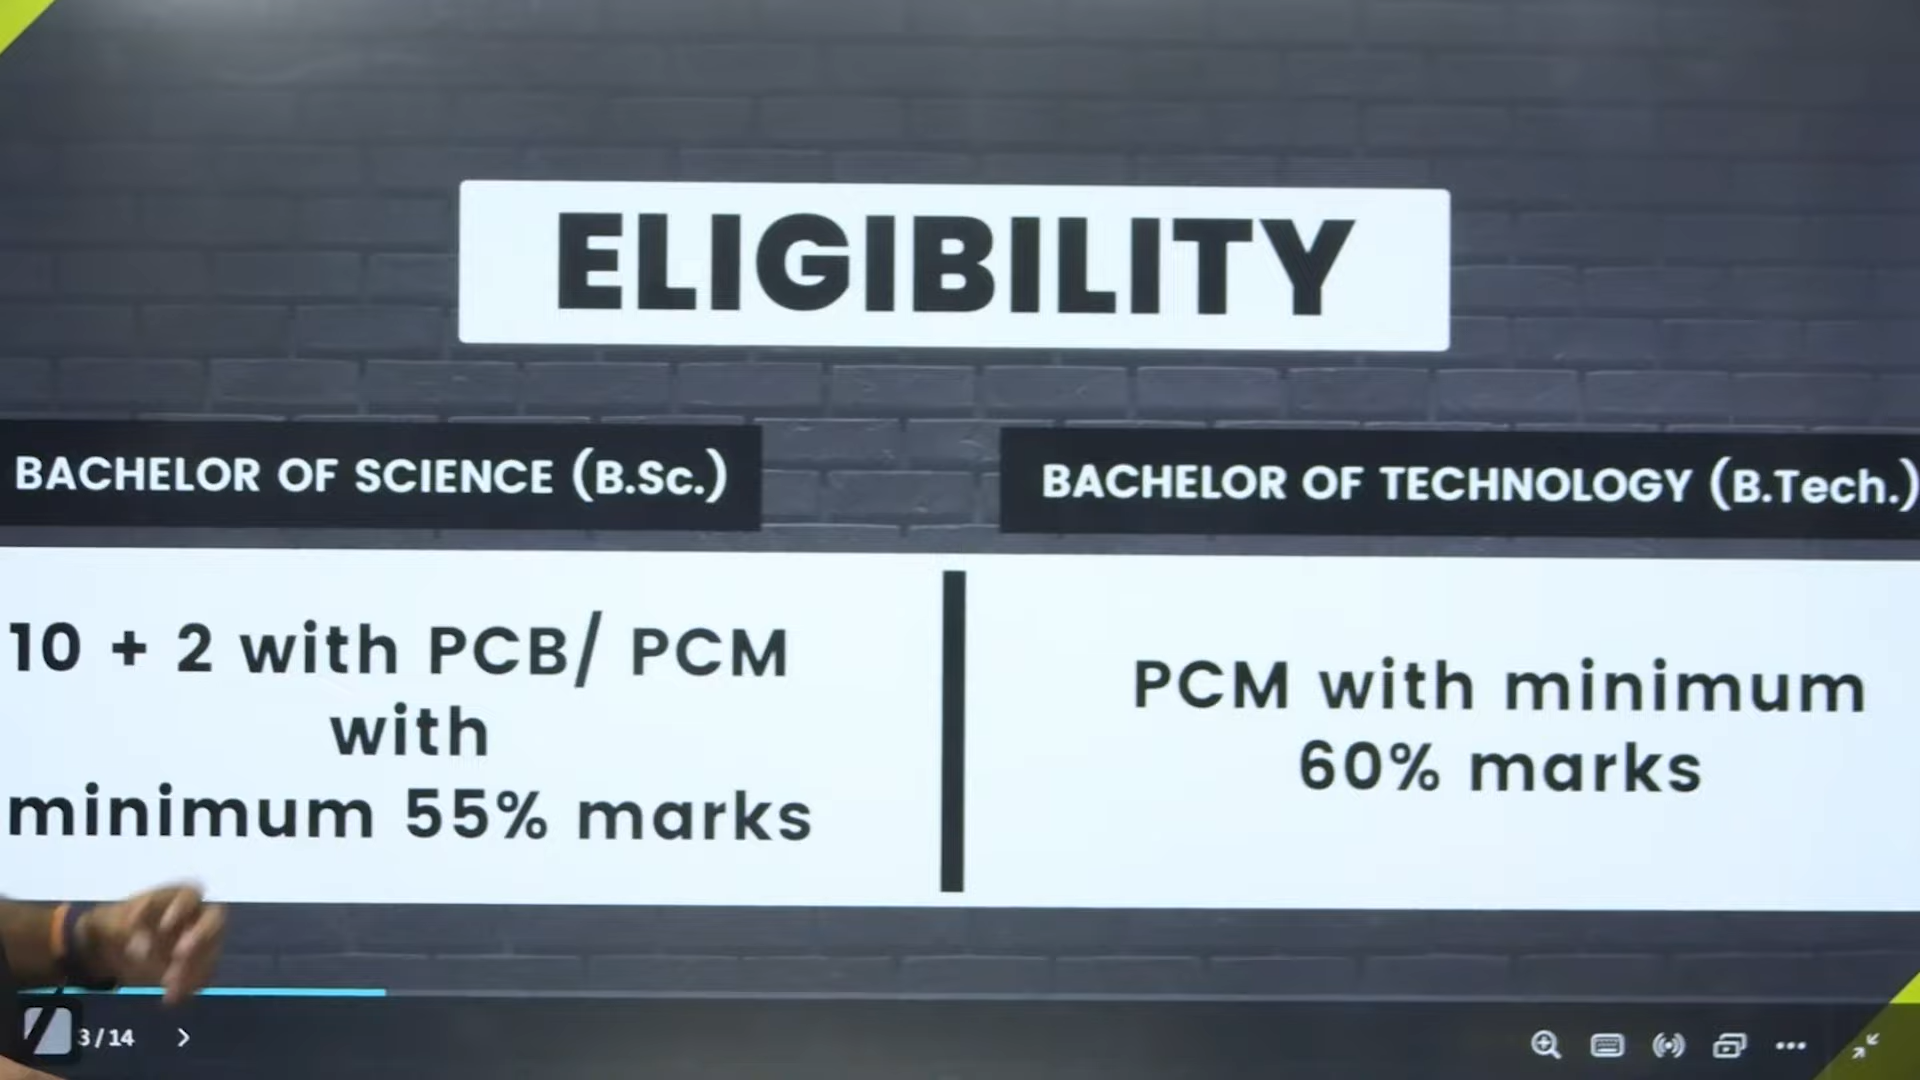 ELIGIBILITY
BACHELOR OF SCIENCE (B.Sc.)
BACHELOR OF TECHNOLOGY (B.Tech.)
10 + 2 with PCB/ PCM
with
minimum 55% marks
PCM with minimum
60% marks
3 / 14